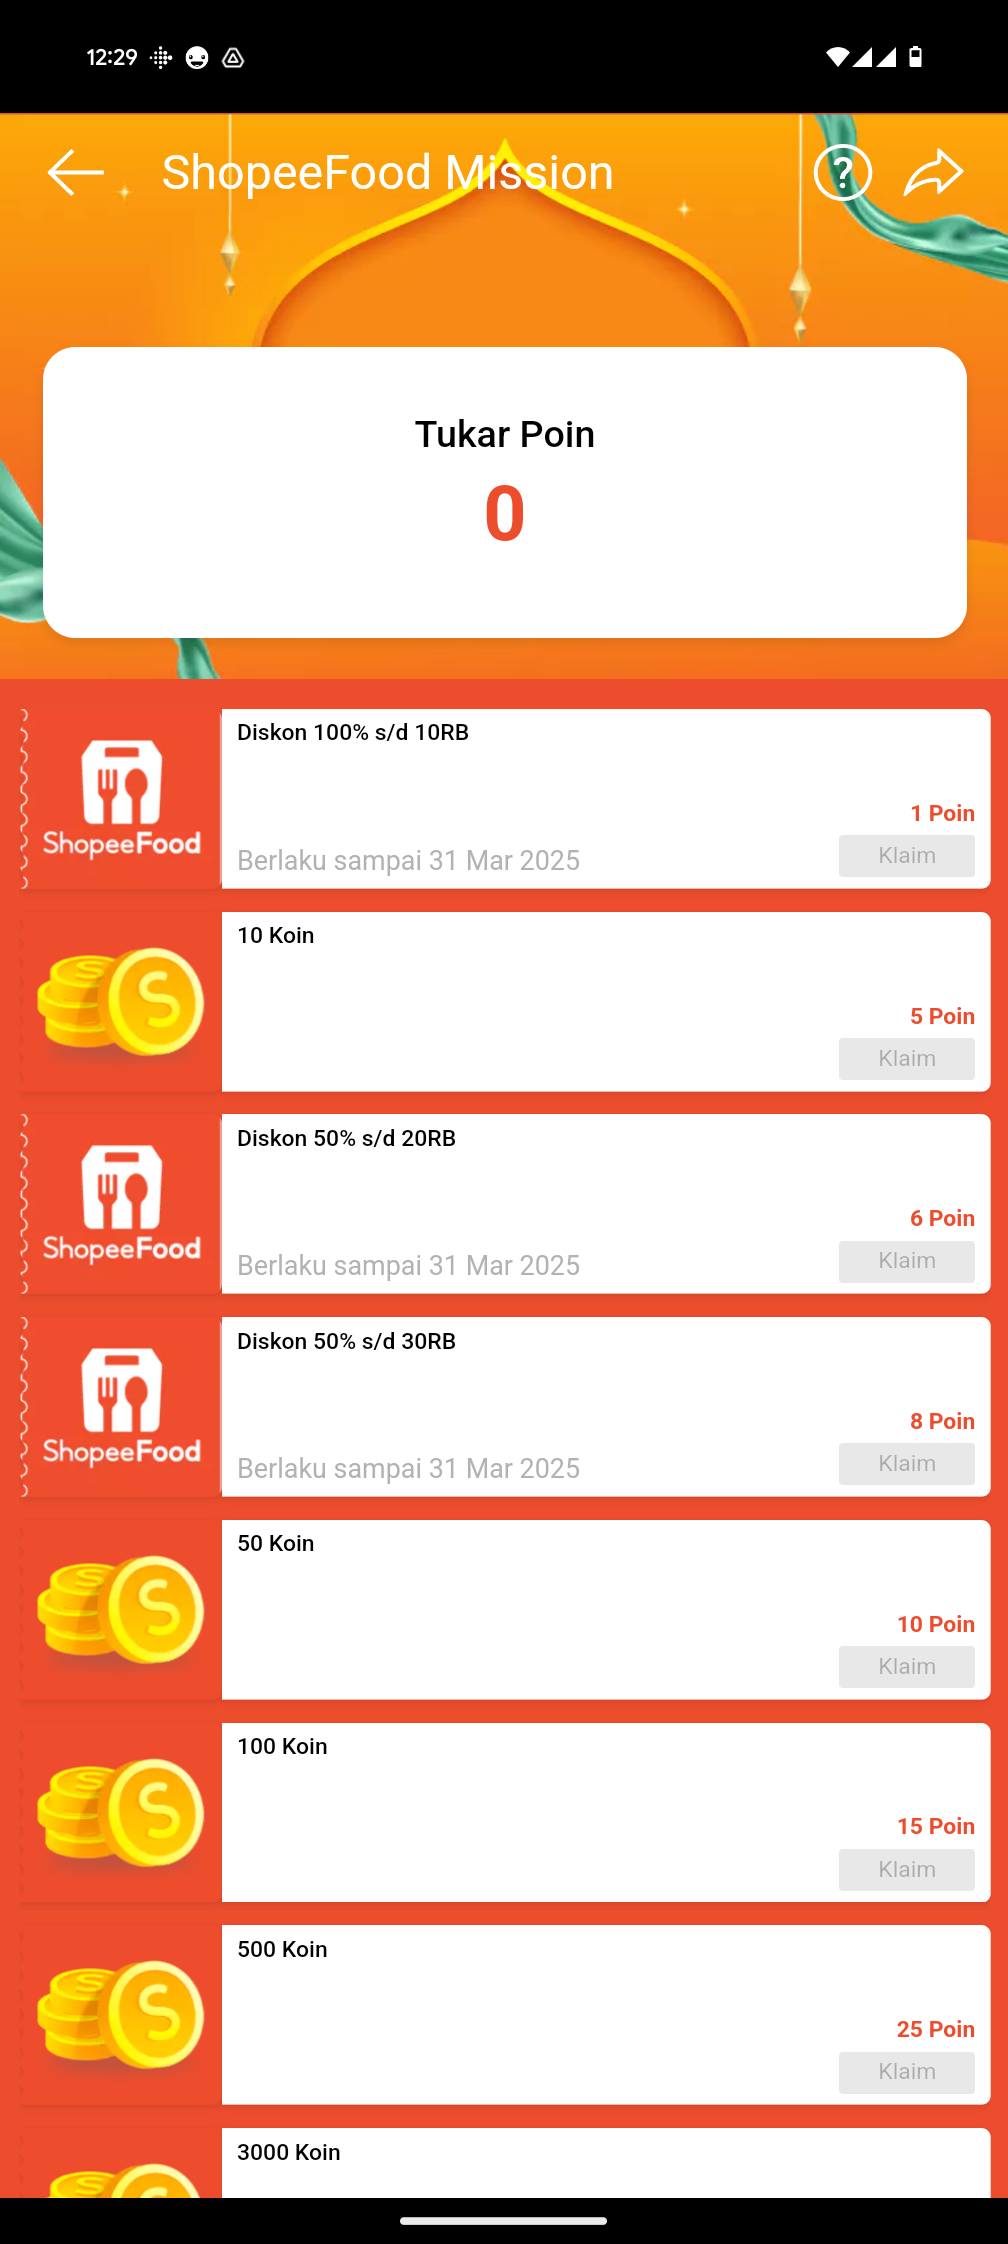 12:29
ShopeeFood Mission
?
Tukar Poin
0
Diskon 100% s/d 10RB
1 Poin
ShopeeFood
Berlaku sampai 31 Mar 2025
Klaim
10 Koin
S S
5 Poin
Klaim
Diskon 50% s/d 20RB
6 Poin
ShopeeFood
Berlaku sampai 31 Mar 2025
Klaim
Diskon 50% s/d 30RB
8 Poin
ShopeeFood
Berlaku sampai 31 Mar 2025
Klaim
50 Koin
S S
10 Poin
Klaim
100 Koin
S S
15 Poin
Klaim
500 Koin
S S
25 Poin
Klaim
3000 Koin